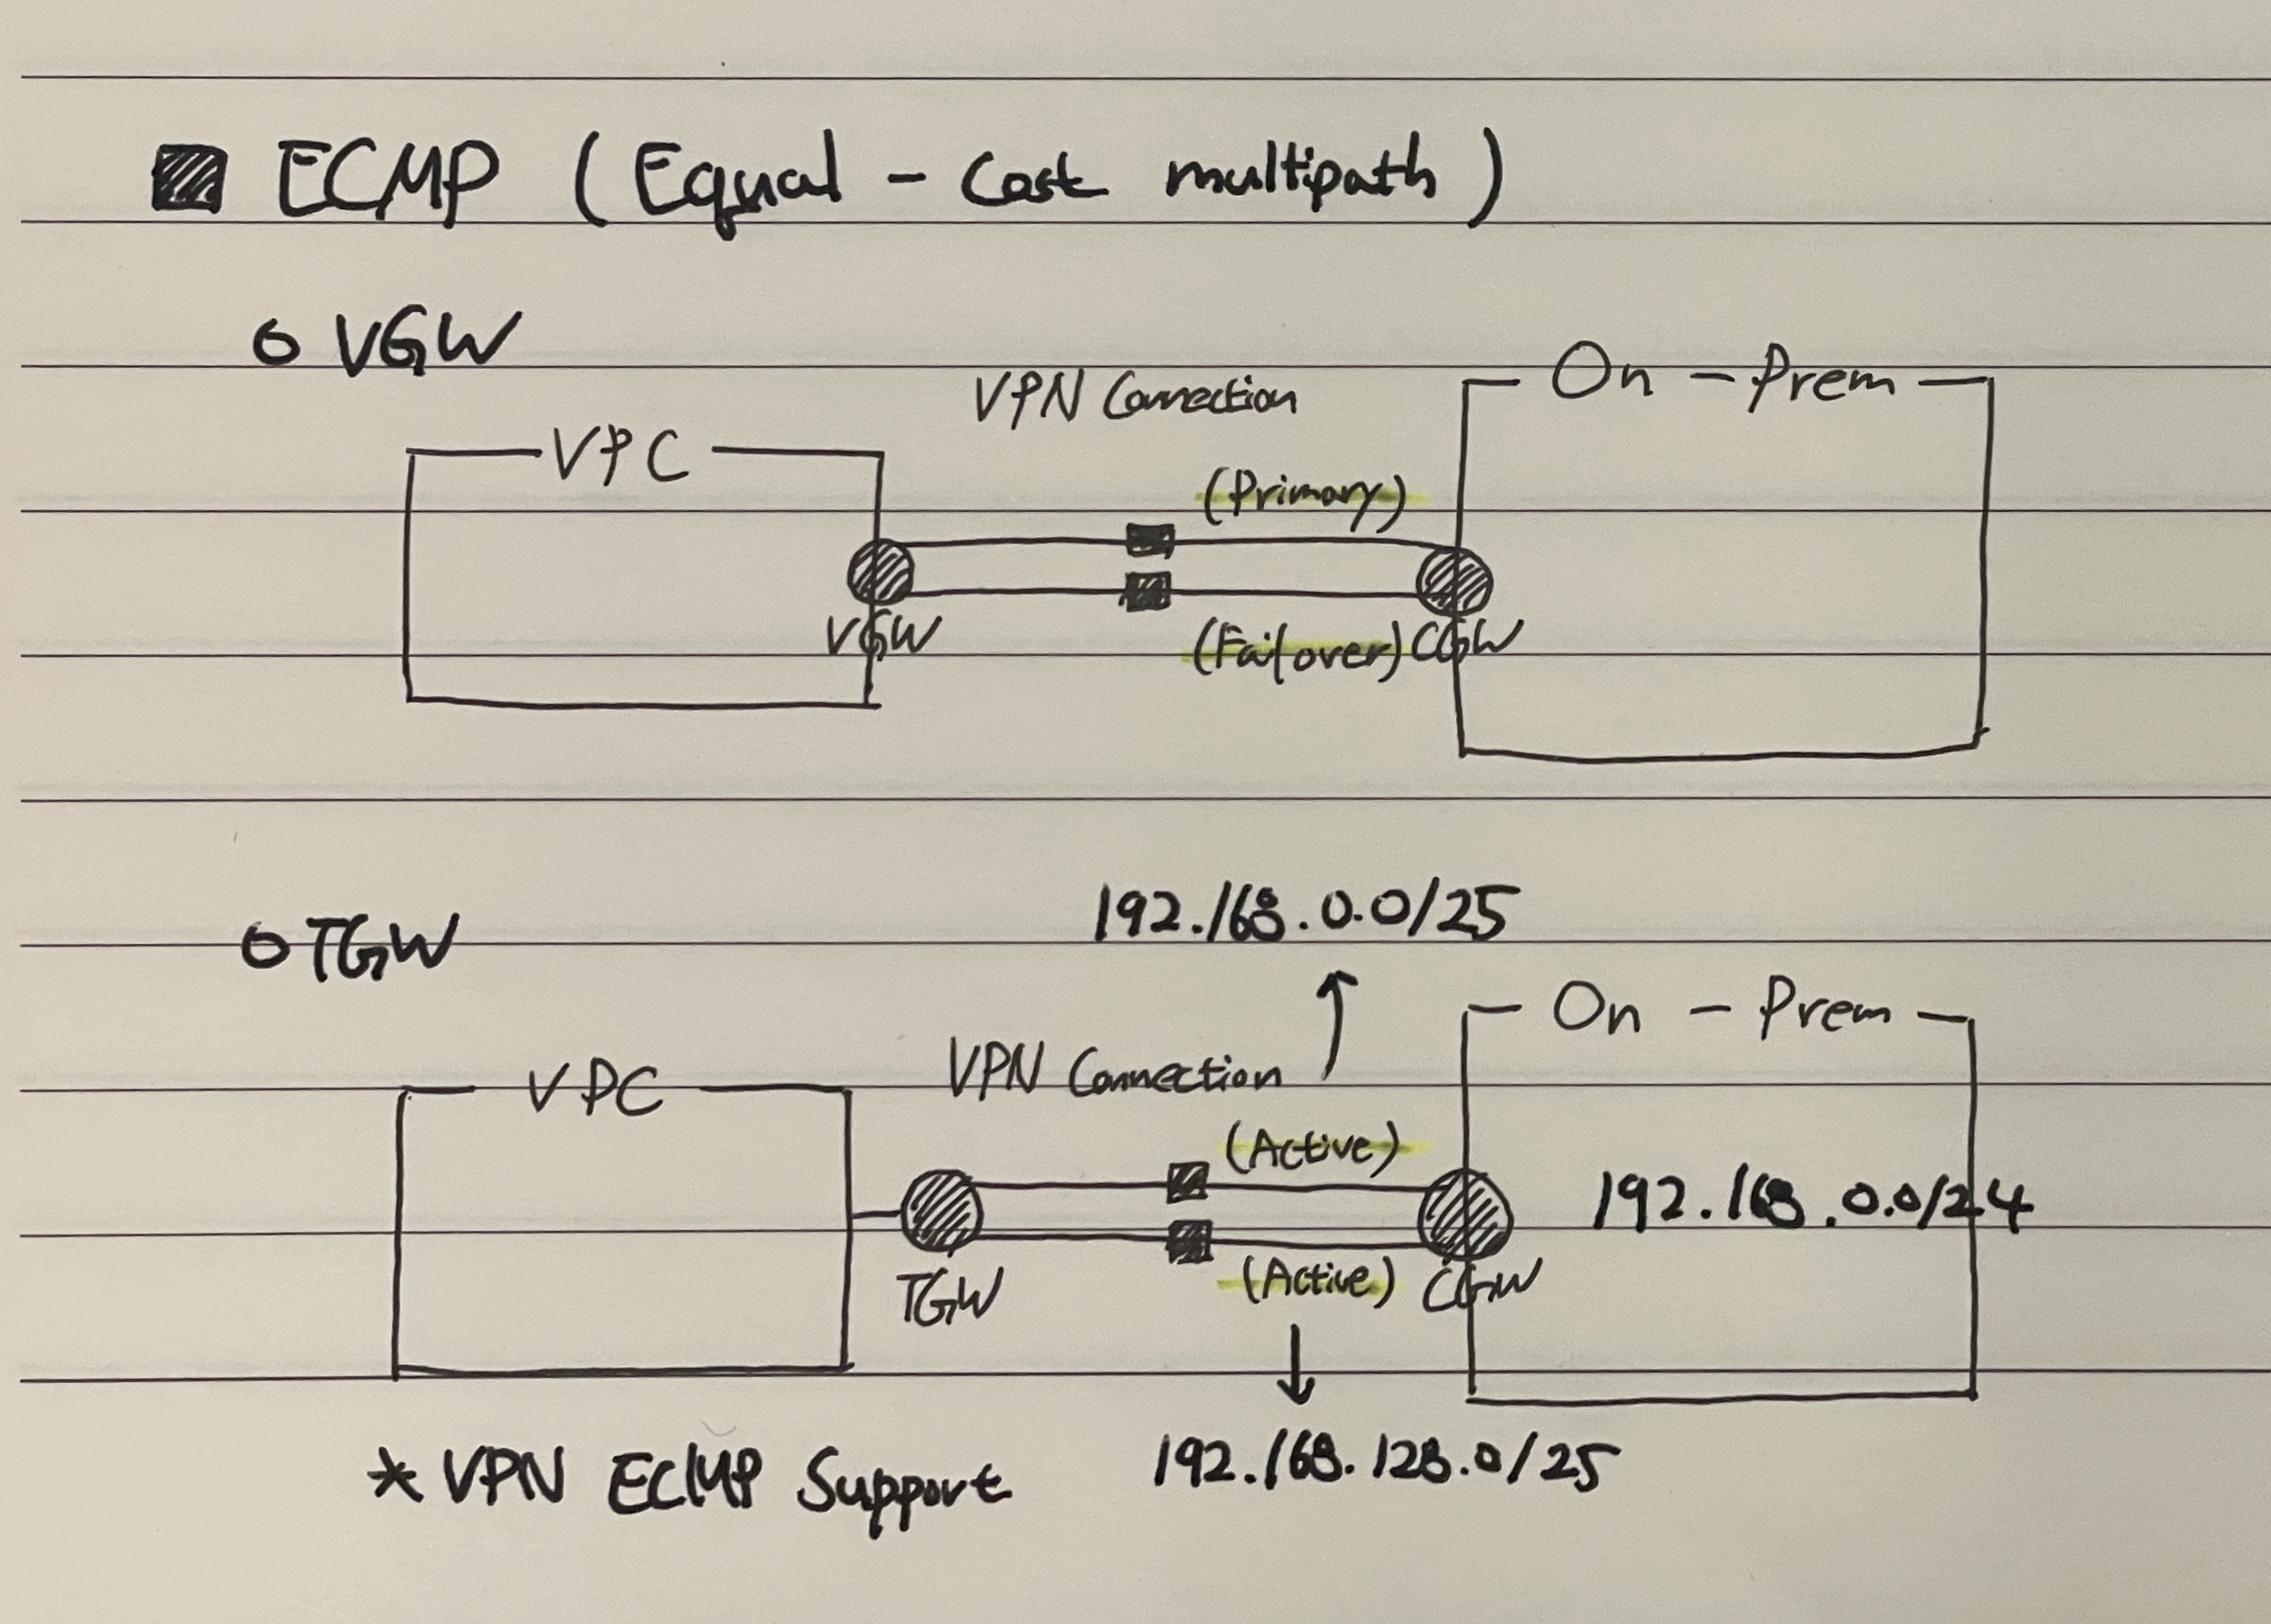 ECMP (Equal - Cost multipath)
o VGW
VPN Connection
On - Prem
VPC
(Primary)
VGW
(Failover) CGW
192.168.0.0/25
o TGW
On - Prem
VPN Connection
VPC
(Active)
192.168.0.0/24
TGW
(Active) CGW
* VPN ECMP Support
192.168.128.0/25